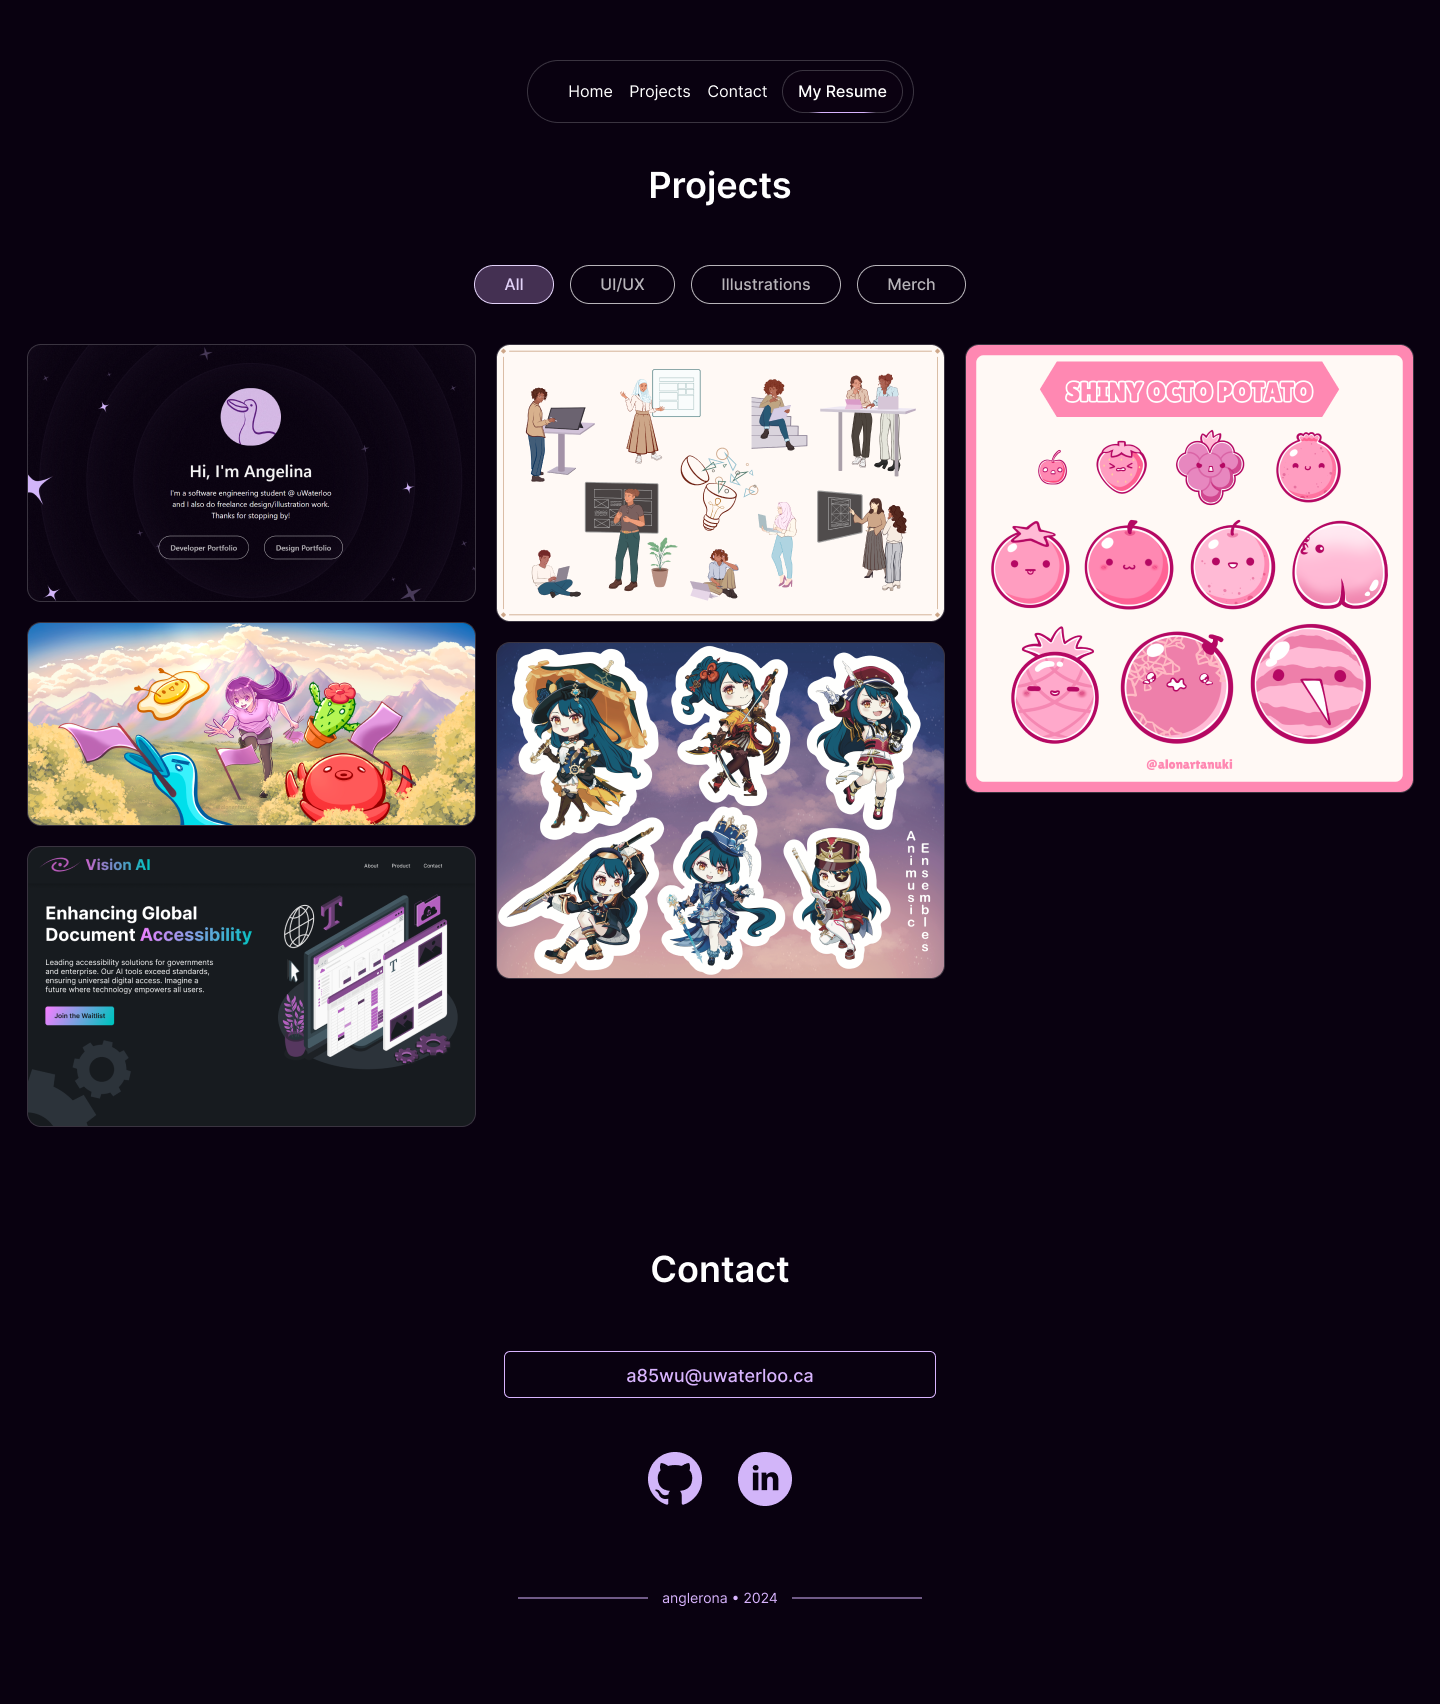 Home Projects Contact My Resume
Projects
All UI/UX Illustrations Merch
Hi, I'm Angelina
I'm a software engineering student @ uWaterloo
and I also do freelance design/illustration work.
Thanks for stopping by!
Developer Portfolio Design Portfolio
Vision AI
About Product Contact
Enhancing Global
Document Accessibility
Leading accessibility solutions for governments
and enterprise. Our AI tools exceed standards,
ensuring universal digital access. Imagine a
future where technology empowers all users.
Join the Waitlist
T
T
Animusic
Ensembles
SHINY OCTO POTATO
@alonartanuki
Contact
a85wu@uwaterloo.ca
in
anglerona • 2024